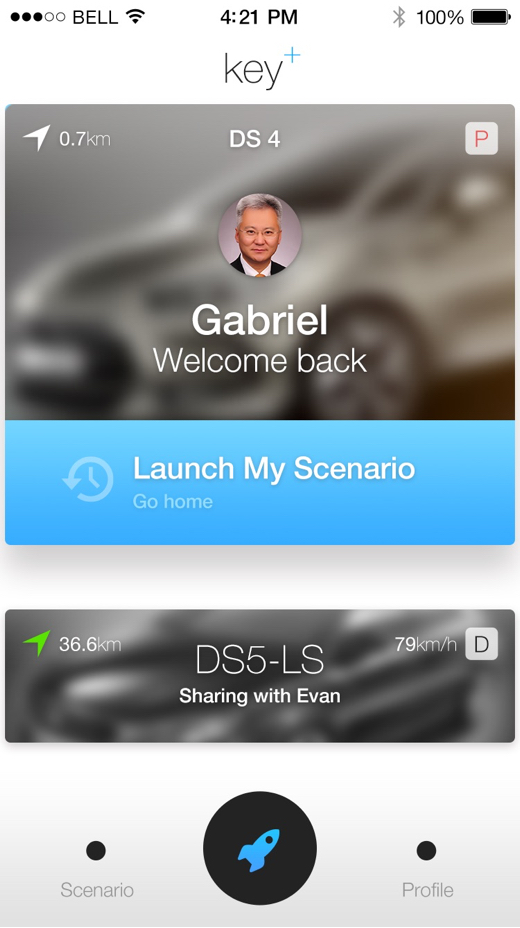 BELL 4:21 PM 100%
key+
0.7km DS 4 P
Gabriel
Welcome back
Launch My Scenario
Go home
36.6km DS5-LS 79km/h D
Sharing with Evan
Scenario Profile